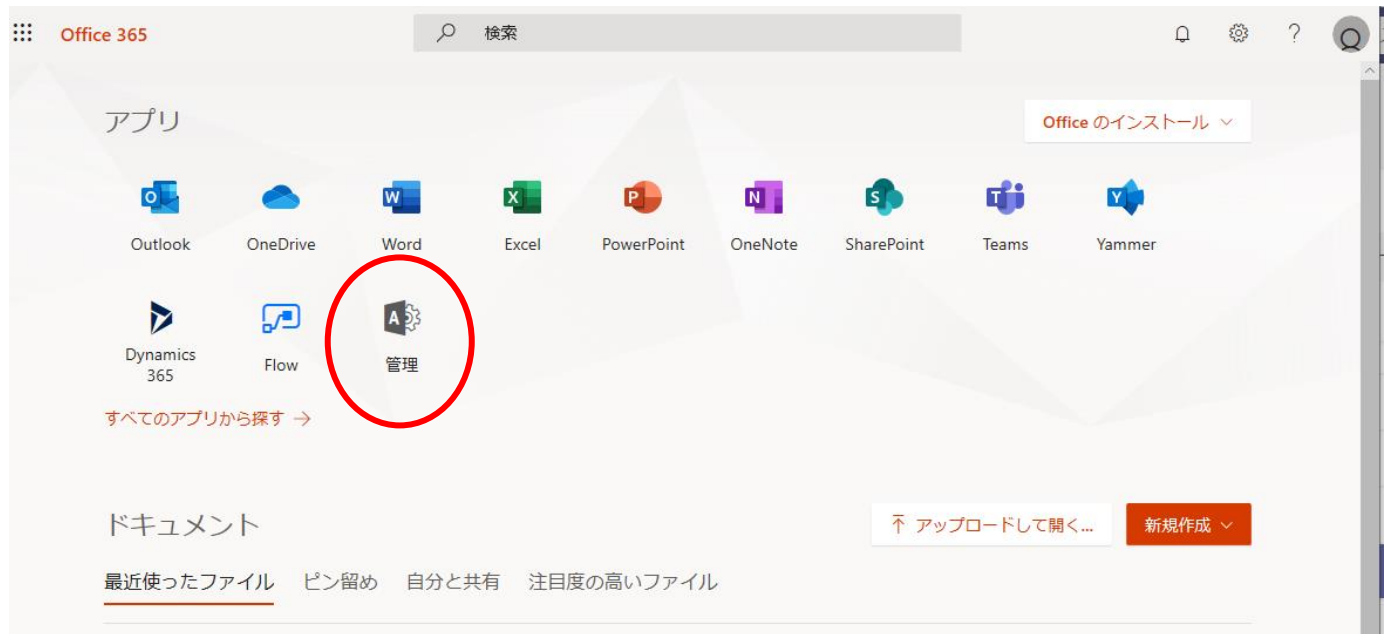 Office 365
検索
?
アプリ
Office のインストール
Outlook
OneDrive
Word
Excel
PowerPoint
OneNote
SharePoint
Teams
Yammer
Dynamics
365
Flow
管理
すべてのアプリから探す →
ドキュメント
アップロードして開く...
新規作成
最近使ったファイル
ピン留め
自分と共有
注目度の高いファイル